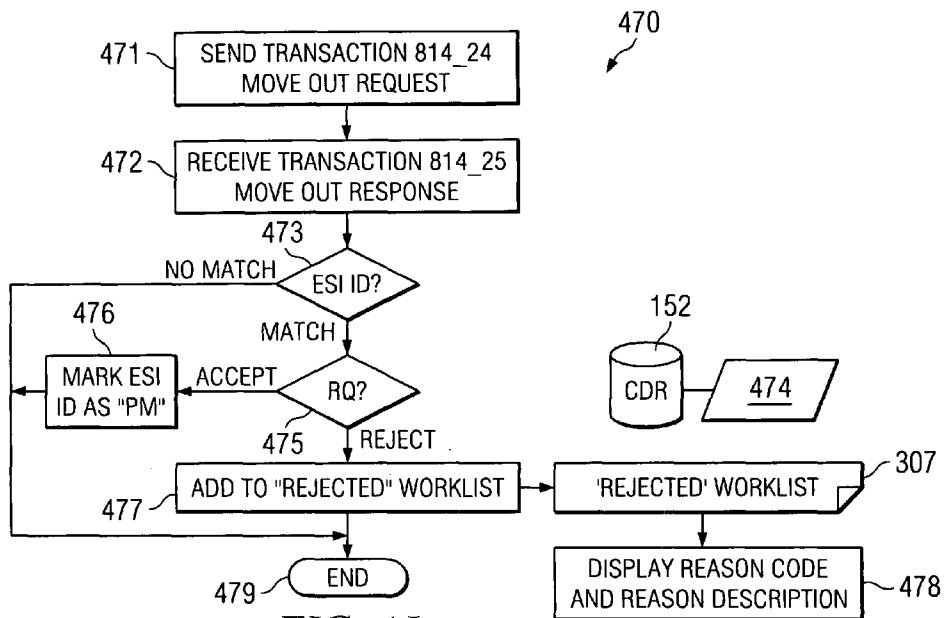 470
471
SEND TRANSACTION 814_24
MOVE OUT REQUEST
472
RECEIVE TRANSACTION 814_25
MOVE OUT RESPONSE
473
NO MATCH
ESI ID?
MATCH
476
MARK ESI
ID AS "PM"
ACCEPT
RQ?
475
REJECT
152
CDR
474
477
ADD TO "REJECTED" WORKLIST
'REJECTED' WORKLIST
307
479
END
DISPLAY REASON CODE
AND REASON DESCRIPTION
478